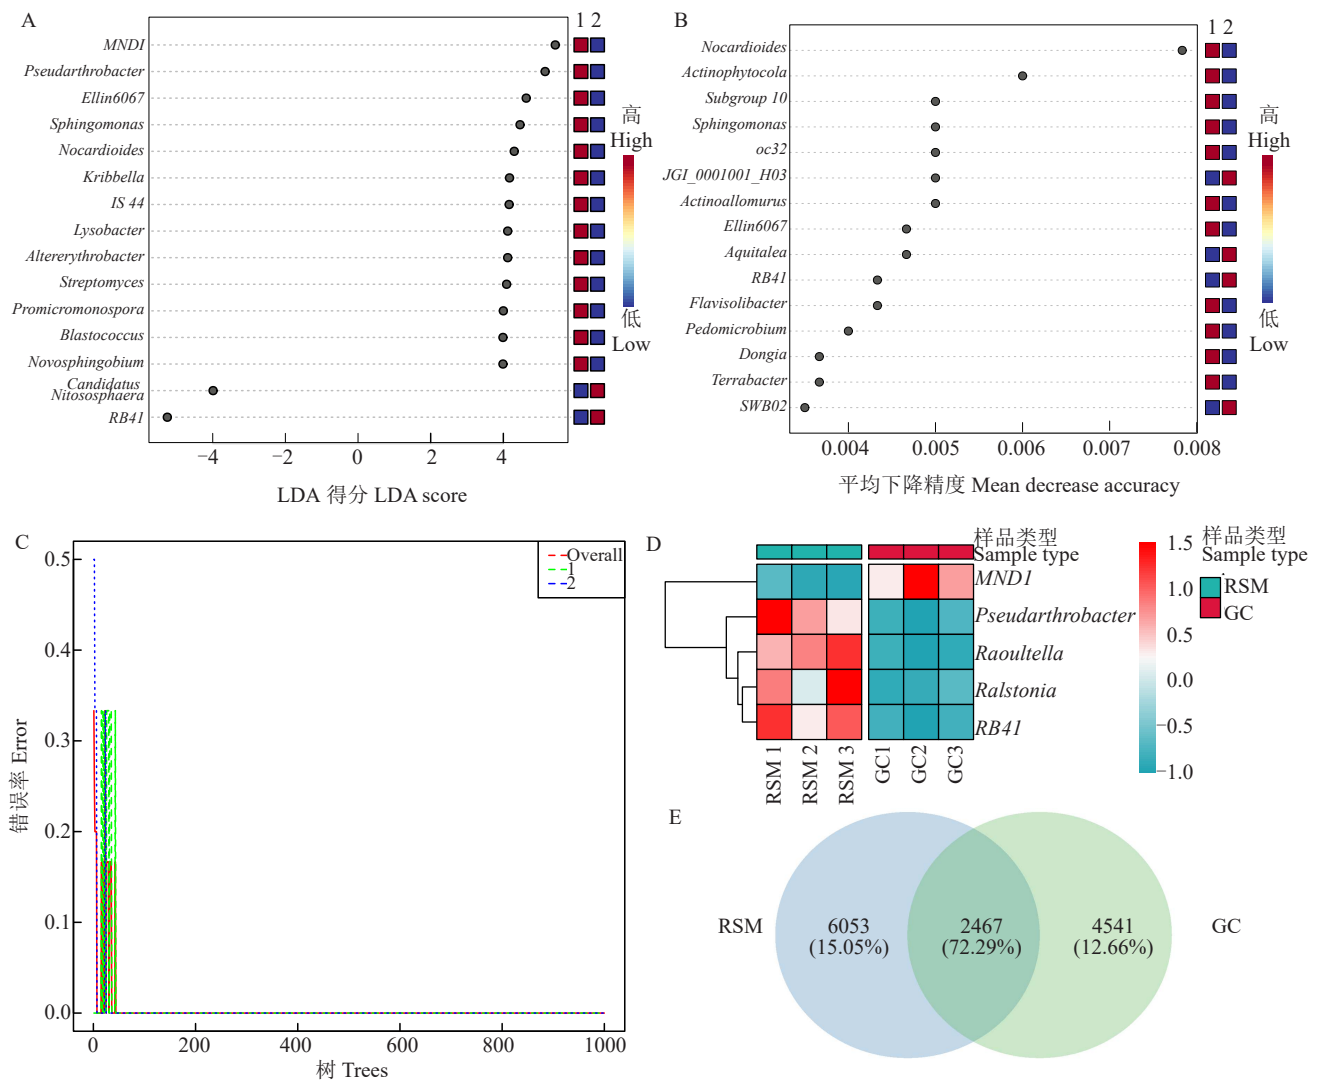 A
1 2
MNDI
Pseudarthrobacter
Ellin6067
Sphingomonas
Nocardioides
Kribbella
IS 44
Lysobacter
Altererythrobacter
Streptomyces
Promicromonospora
Blastococcus
Novosphingobium
Candidatus
Nitososphaera
RB41
高
High
低
Low
−4
−2
0
2
4
LDA 得分 LDA score
B
1 2
Nocardioides
Actinophytocola
Subgroup 10
Sphingomonas
oc32
JGI_0001001_H03
Actinoallomurus
Ellin6067
Aquitalea
RB41
Flavisolibacter
Pedomicrobium
Dongia
Terrabacter
SWB02
高
High
低
Low
0.004
0.005
0.006
0.007
0.008
平均下降精度 Mean decrease accuracy
C
Overall
1
2
0.5
0.4
0.3
0.2
0.1
0.0
错误率 Error
0
200
400
600
800
1000
树 Trees
D
样品类型
Sample type
MND1
Pseudarthrobacter
Raoultella
Ralstonia
RB41
RSM 1
RSM 2
RSM 3
GC1
GC2
GC3
1.5
1.0
0.5
0.0
−0.5
−1.0
样品类型
Sample type
RSM
GC
E
RSM
6053
(15.05%)
2467
(72.29%)
4541
(12.66%)
GC